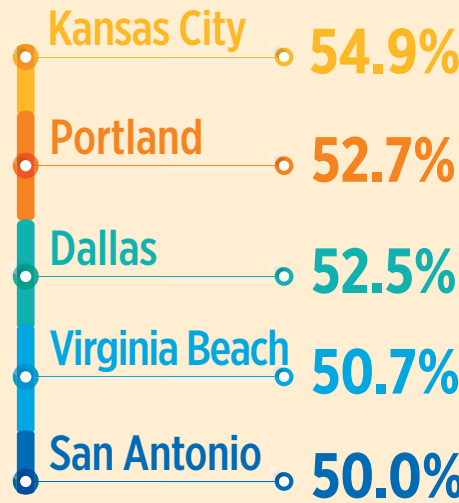 Kansas City 54.9%
Portland 52.7%
Dallas 52.5%
Virginia Beach 50.7%
San Antonio 50.0%